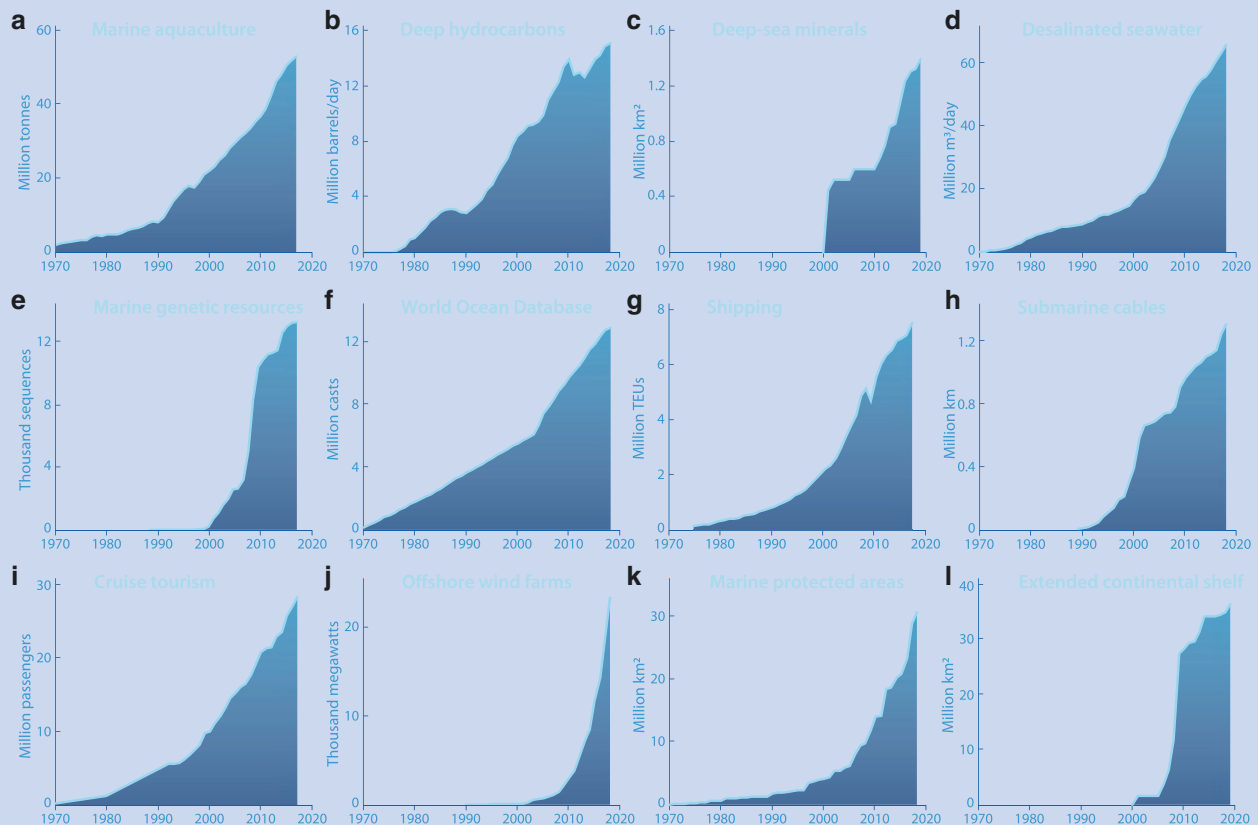 a Marine aquaculture
60
40
20
0
Million tonnes
1970 1980 1990 2000 2010 2020
b Deep hydrocarbons
16
12
8
4
0
Million barrels/day
1970 1980 1990 2000 2010 2020
c Deep-sea minerals
1.6
1.2
0.8
0.4
0
Million km²
1970 1980 1990 2000 2010 2020
d Desalinated seawater
60
40
20
0
Million m³/day
1970 1980 1990 2000 2010 2020
e Marine genetic resources
12
8
4
0
Thousand sequences
1970 1980 1990 2000 2010 2020
f World Ocean Database
12
8
4
0
Million casts
1970 1980 1990 2000 2010 2020
g Shipping
8
6
4
2
0
Million TEUs
1970 1980 1990 2000 2010 2020
h Submarine cables
1.2
0.8
0.4
0
Million km
1970 1980 1990 2000 2010 2020
i Cruise tourism
30
20
10
0
Million passengers
1970 1980 1990 2000 2010 2020
j Offshore wind farms
20
10
0
Thousand megawatts
1970 1980 1990 2000 2010 2020
k Marine protected areas
30
20
10
0
Million km²
1970 1980 1990 2000 2010 2020
l Extended continental shelf
40
30
20
10
0
Million km²
1970 1980 1990 2000 2010 2020